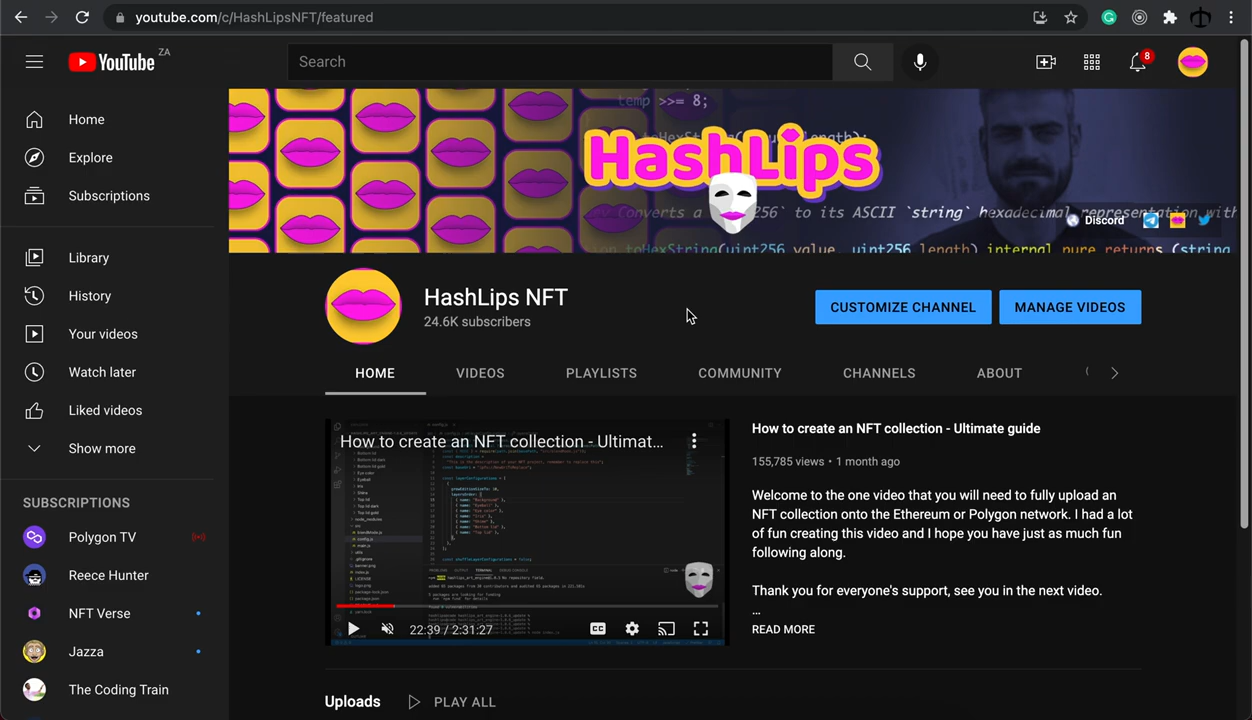 youtube.com/c/HashLipsNFT/featured
YouTube ZA
Search
8
Home
Explore
Subscriptions
Library
History
Your videos
Watch later
Liked videos
Show more
SUBSCRIPTIONS
Polygon TV
Reece Hunter
NFT Verse
Jazza
The Coding Train
temp >>= 8;
HashLips
Discord
HashLips NFT
24.6K subscribers
CUSTOMIZE CHANNEL
MANAGE VIDEOS
HOME
VIDEOS
PLAYLISTS
COMMUNITY
CHANNELS
ABOUT
How to create an NFT collection - Ultimat...
22:39 / 2:31:27
CC
How to create an NFT collection - Ultimate guide
155,785 views • 1 month ago
Welcome to the one video that you will need to fully upload an
NFT collection onto the Ethereum or Polygon network. I had a lot
of fun creating this video and I hope you have just as much fun
following along.
Thank you for everyone's support, see you in the next video.
...
READ MORE
Uploads
PLAY ALL